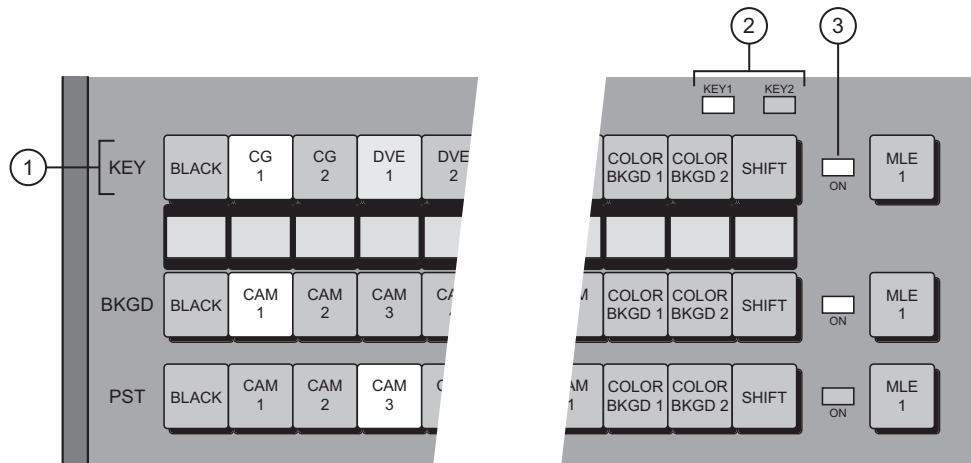 2 3
KEY1 KEY2
1 KEY BLACK CG 1 CG 2 DVE 1 DVE 2 COLOR BKGD 1 COLOR BKGD 2 SHIFT ON MLE 1
BKGD BLACK CAM 1 CAM 2 CAM 3 COLOR BKGD 1 COLOR BKGD 2 SHIFT ON MLE 1
PST BLACK CAM 1 CAM 2 CAM 3 COLOR BKGD 1 COLOR BKGD 2 SHIFT ON MLE 1